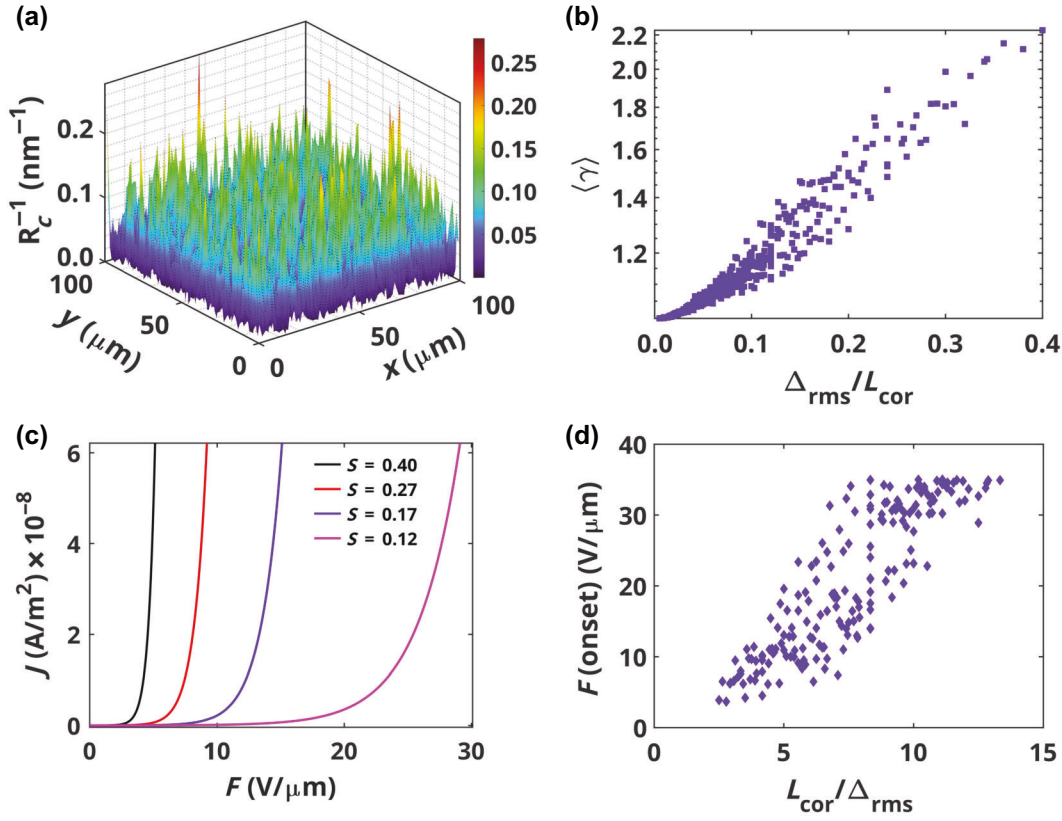 (a)
R_c^{-1} (nm^{-1})
0.2
0.1
0.0
100
50
0
y (μm)
0
50
100
x (μm)
0.25
0.20
0.15
0.10
0.05
(b)
⟨γ⟩
2.2
2.0
1.8
1.6
1.4
1.2
0.0 0.1 0.2 0.3 0.4
Δ_rms/L_cor
(c)
J (A/m²) × 10⁻⁸
6
4
2
0
S = 0.40
S = 0.27
S = 0.17
S = 0.12
0 10 20 30
F (V/μm)
(d)
F (onset) (V/μm)
40
30
20
10
0
0 5 10 15
L_cor/Δ_rms